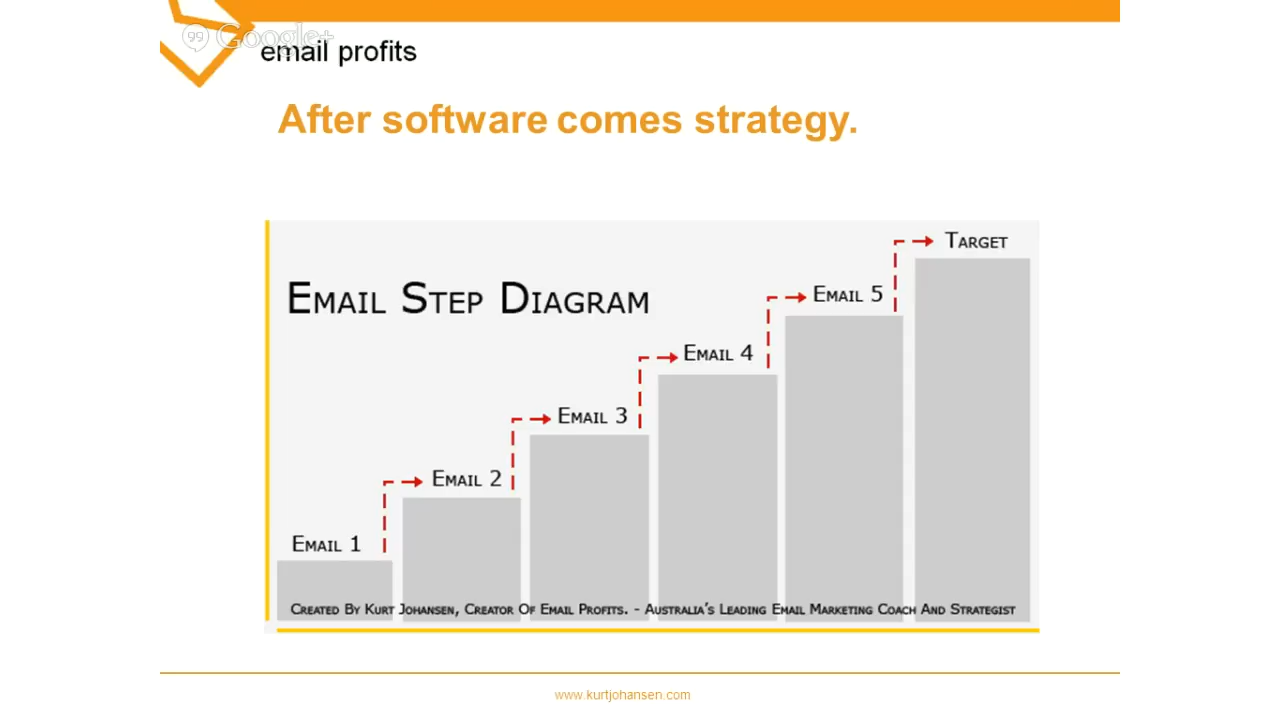 Google+
email profits
After software comes strategy.
TARGET
EMAIL 5
EMAIL STEP DIAGRAM
EMAIL 4
EMAIL 3
EMAIL 2
EMAIL 1
CREATED BY KURT JOHANSEN, CREATOR OF EMAIL PROFITS. - AUSTRALIA'S LEADING EMAIL MARKETING COACH AND STRATEGIST
www.kurtjohansen.com